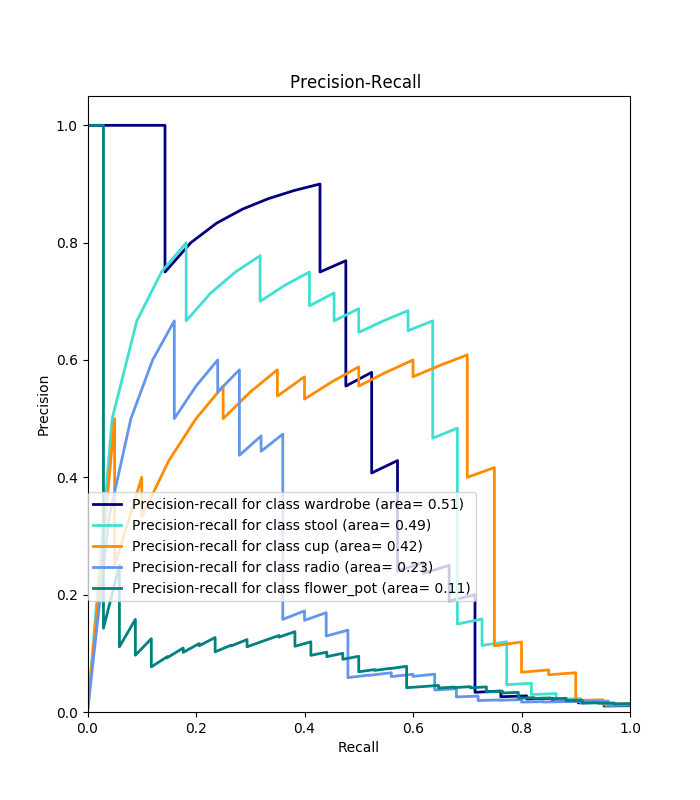 Precision-Recall
1.0
0.8
0.6
0.4
0.2
0.0
Precision
Precision-recall for class wardrobe (area= 0.51)
Precision-recall for class stool (area= 0.49)
Precision-recall for class cup (area= 0.42)
Precision-recall for class radio (area= 0.23)
Precision-recall for class flower_pot (area= 0.11)
0.0 0.2 0.4 0.6 0.8 1.0
Recall